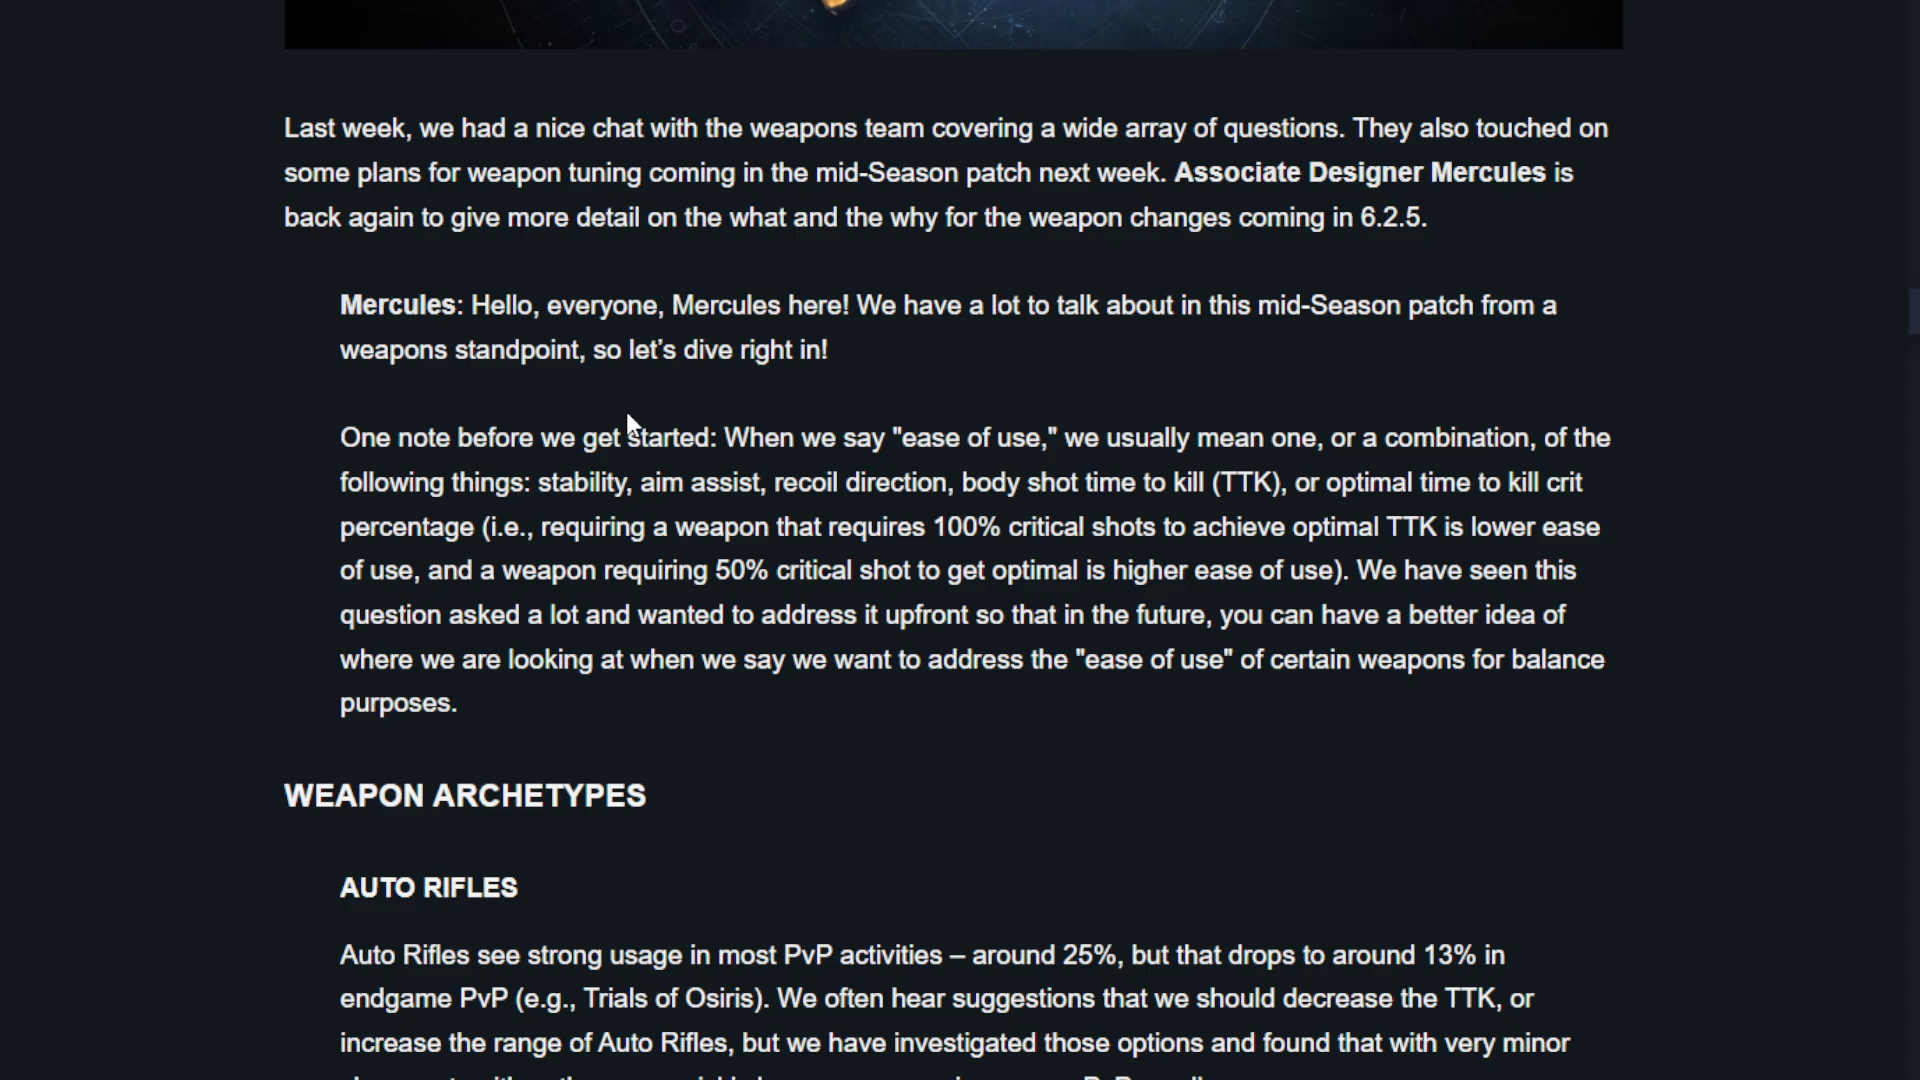 Last week, we had a nice chat with the weapons team covering a wide array of questions. They also touched on
some plans for weapon tuning coming in the mid-Season patch next week. Associate Designer Mercules is
back again to give more detail on the what and the why for the weapon changes coming in 6.2.5.
Mercules: Hello, everyone, Mercules here! We have a lot to talk about in this mid-Season patch from a
weapons standpoint, so let’s dive right in!
One note before we get started: When we say "ease of use," we usually mean one, or a combination, of the
following things: stability, aim assist, recoil direction, body shot time to kill (TTK), or optimal time to kill crit
percentage (i.e., requiring a weapon that requires 100% critical shots to achieve optimal TTK is lower ease
of use, and a weapon requiring 50% critical shot to get optimal is higher ease of use). We have seen this
question asked a lot and wanted to address it upfront so that in the future, you can have a better idea of
where we are looking at when we say we want to address the "ease of use" of certain weapons for balance
purposes.
WEAPON ARCHETYPES
AUTO RIFLES
Auto Rifles see strong usage in most PvP activities – around 25%, but that drops to around 13% in
endgame PvP (e.g., Trials of Osiris). We often hear suggestions that we should decrease the TTK, or
increase the range of Auto Rifles, but we have investigated those options and found that with very minor